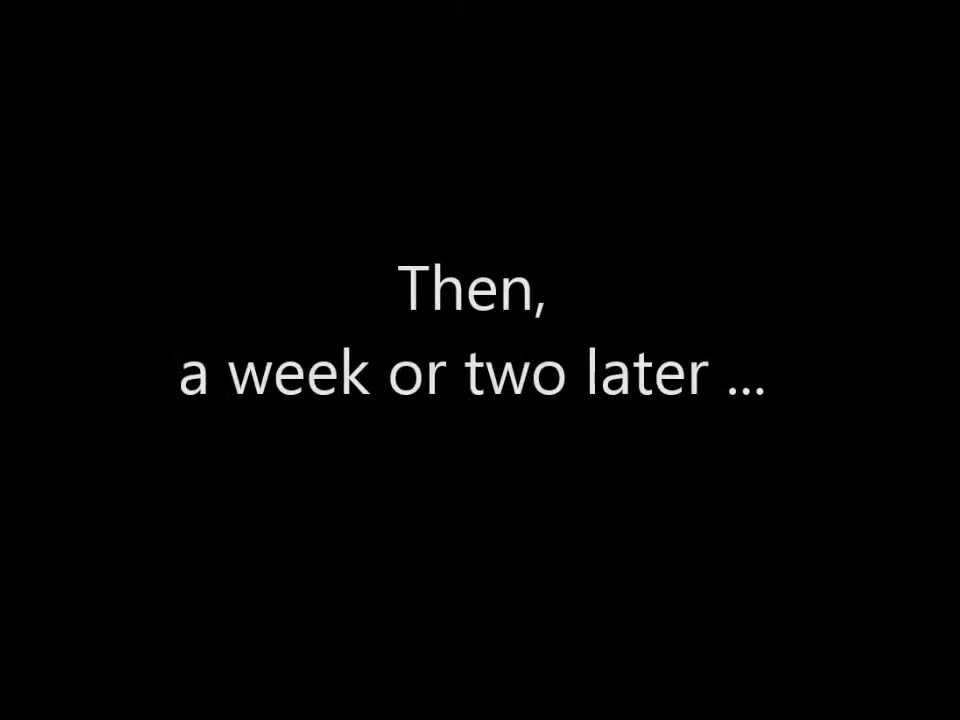 Then,
a week or two later ...